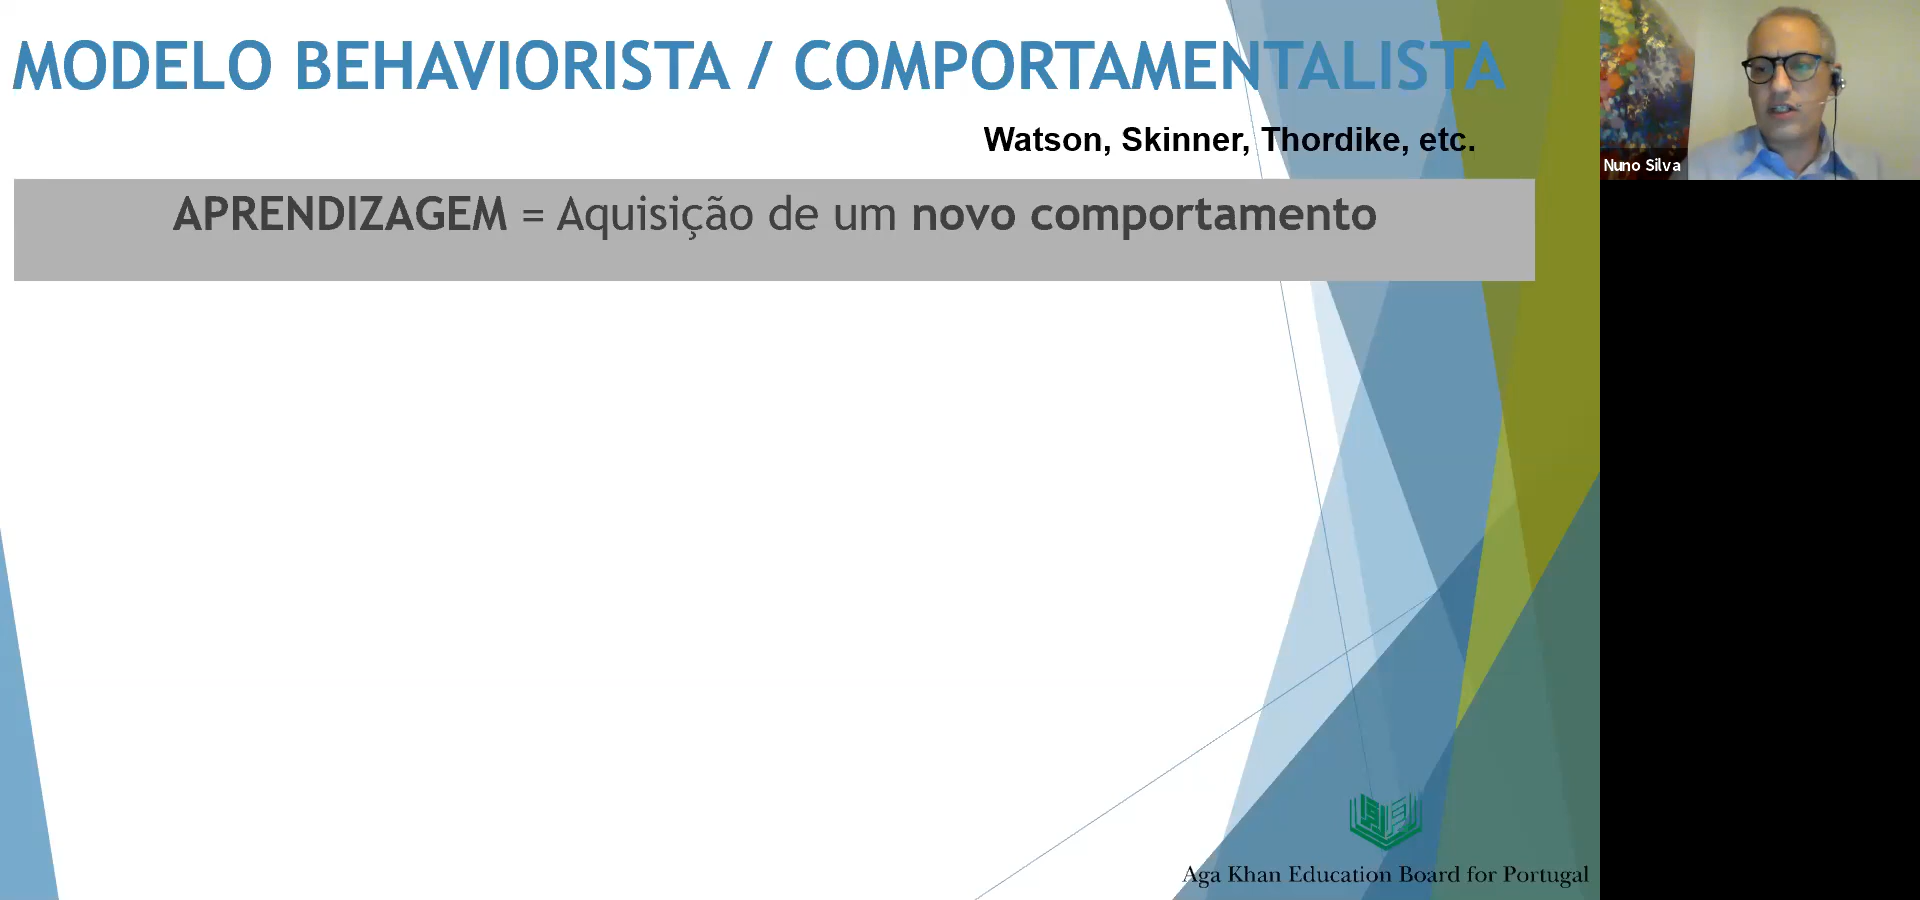 MODELO BEHAVIORISTA / COMPORTAMENTALISTA
Watson, Skinner, Thordike, etc.
Nuno Silva
APRENDIZAGEM = Aquisição de um novo comportamento
Aga Khan Education Board for Portugal